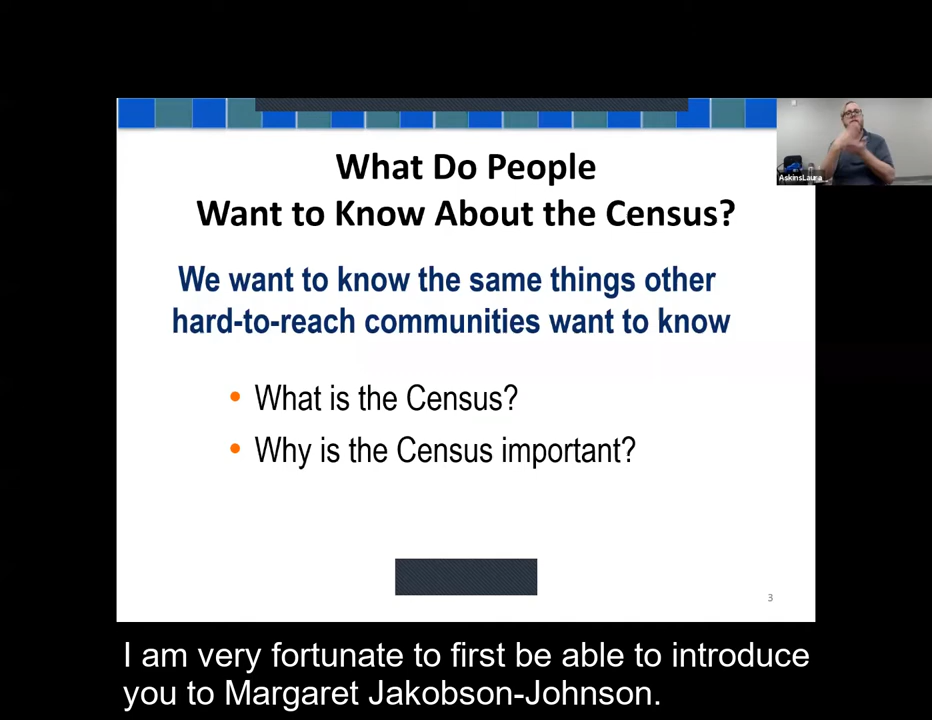 What Do People
Want to Know About the Census?
We want to know the same things other
hard-to-reach communities want to know
• What is the Census?
• Why is the Census important?
3
AskinsLaura
I am very fortunate to first be able to introduce
you to Margaret Jakobson-Johnson.